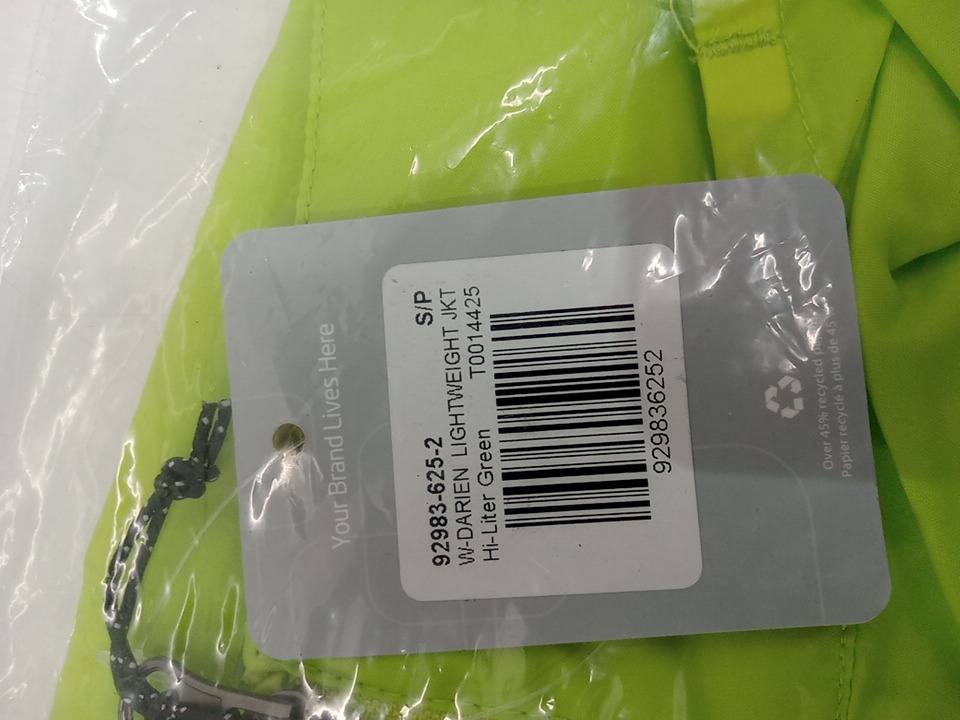 Your Brand Lives Here
92983-625-2 S/P
W-DARIEN LIGHTWEIGHT JKT
Hi-Liter Green T0014425
929836252
Over 45% recycled
Papier recyclé à plus de 45